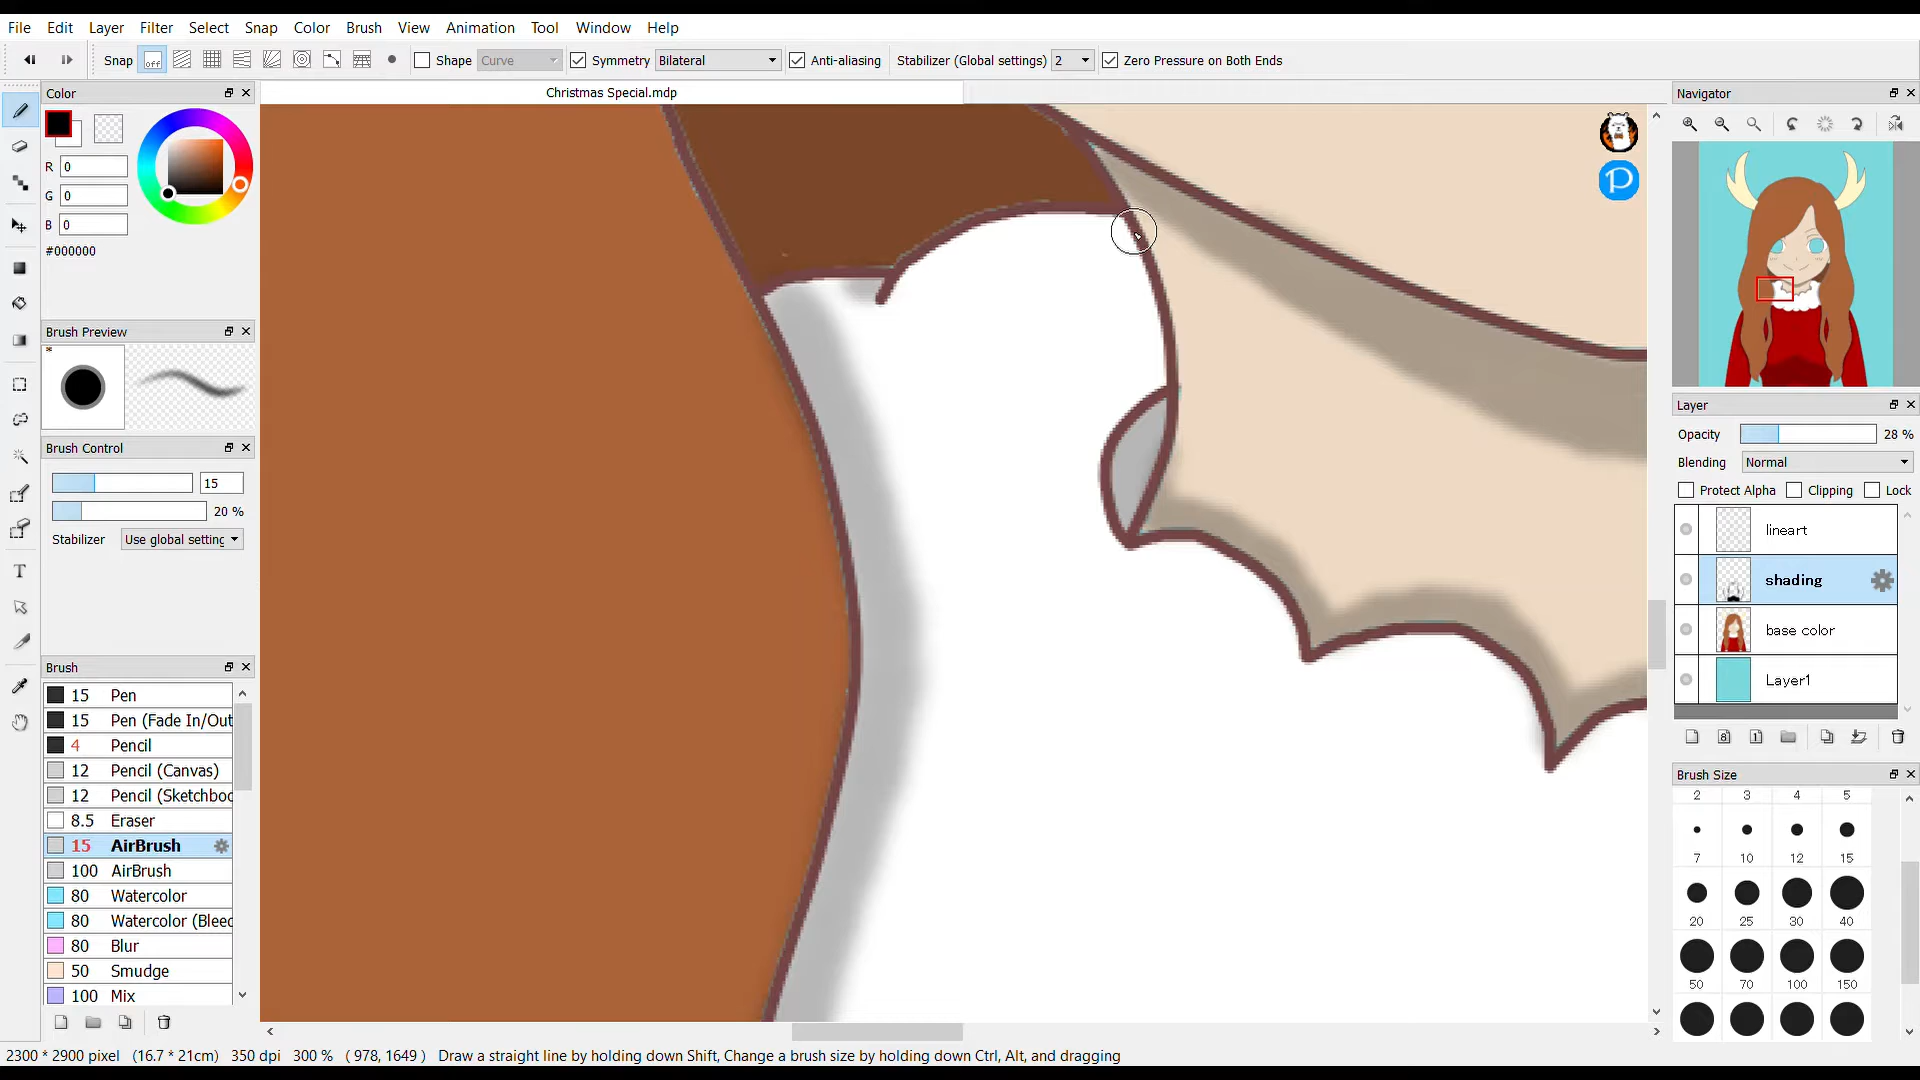 File Edit Layer Filter Select Snap Color Brush View Animation Tool Window Help
Snap off Shape Curve Symmetry Bilateral Anti-aliasing Stabilizer (Global settings) 2 Zero Pressure on Both Ends
Color
R 0
G 0
B 0
#000000
Brush Preview
*
Brush Control
15
20 %
Stabilizer Use global setting
Brush
15 Pen
15 Pen (Fade In/Out
4 Pencil
12 Pencil (Canvas)
12 Pencil (Sketchboo
8.5 Eraser
15 AirBrush
100 AirBrush
80 Watercolor
80 Watercolor (Bleed
80 Blur
50 Smudge
100 Mix
Christmas Special.mdp
P
Navigator
Layer
Opacity 28 %
Blending Normal
Protect Alpha Clipping Lock
lineart
shading
base color
Layer1
8 1
Brush Size
2 3 4 5
7 10 12 15
20 25 30 40
50 70 100 150
T
2300 * 2900 pixel (16.7 * 21cm) 350 dpi 300 % ( 978, 1649 ) Draw a straight line by holding down Shift, Change a brush size by holding down Ctrl, Alt, and dragging